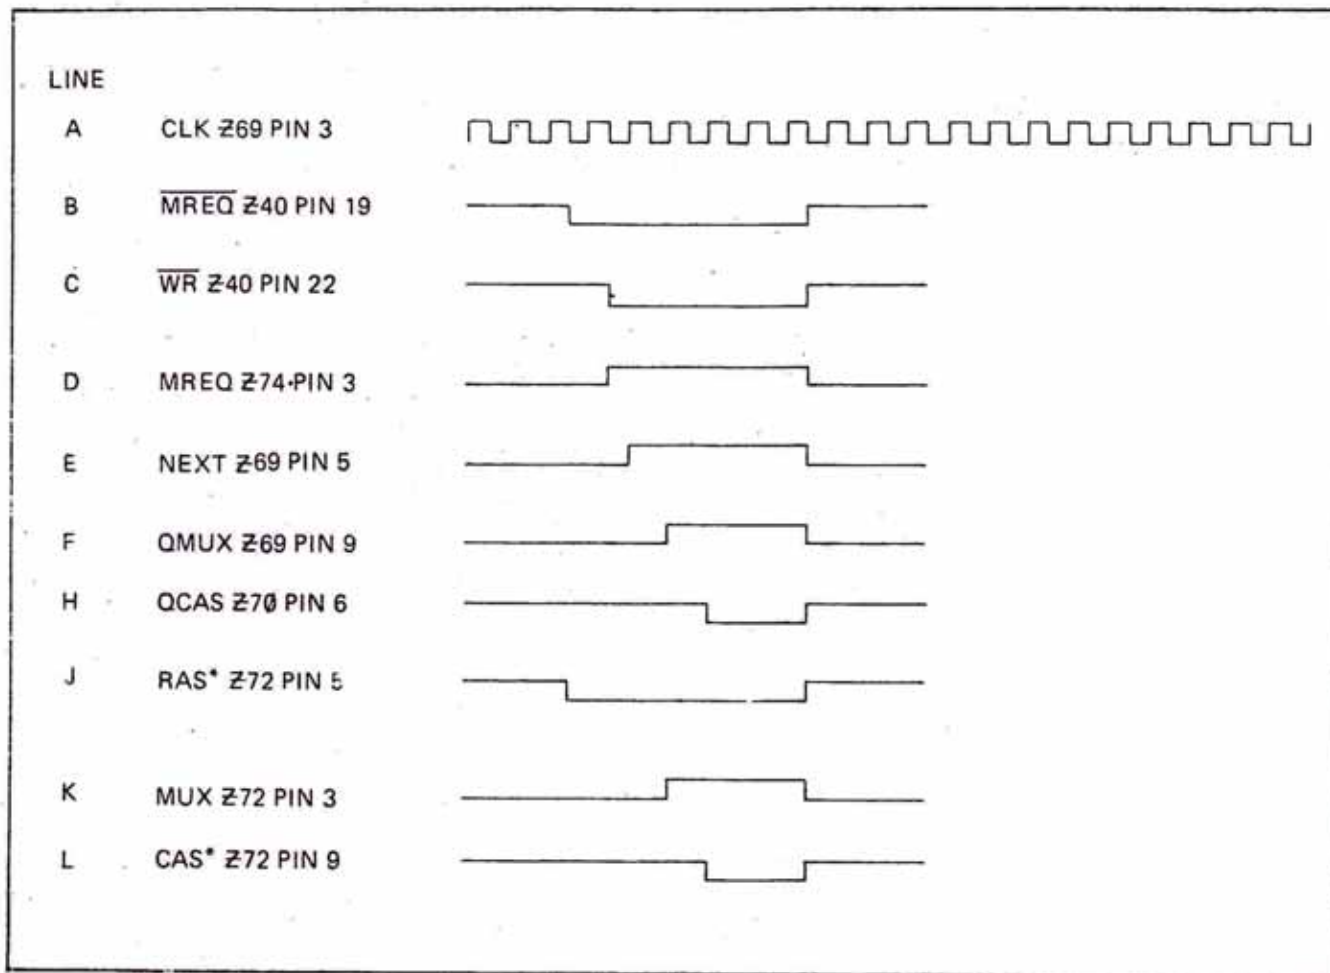 LINE
A CLK Z69 PIN 3
B M̅R̅E̅Q̅ Z40 PIN 19
C W̅R̅ Z40 PIN 22
D MREQ Z74 PIN 3
E NEXT Z69 PIN 5
F QMUX Z69 PIN 9
H QCAS Z70 PIN 6
J RAS* Z72 PIN 5
K MUX Z72 PIN 3
L CAS* Z72 PIN 9